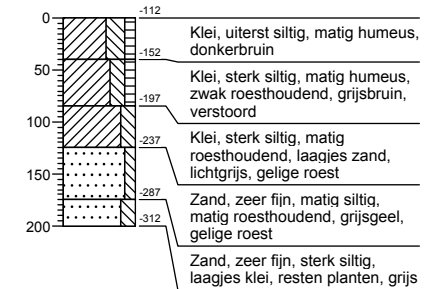 0
-112
Klei, uiterst siltig, matig humeus,
donkerbruin
-152
50
Klei, sterk siltig, matig humeus,
zwak roesthoudend, grijsbruin,
verstoord
-197
100
Klei, sterk siltig, matig
roesthoudend, laagjes zand,
lichtgrijs, gelige roest
-237
150
Zand, zeer fijn, matig siltig,
matig roesthoudend, grijsgeel,
gelige roest
-287
200
-312
Zand, zeer fijn, sterk siltig,
laagjes klei, resten planten, grijs